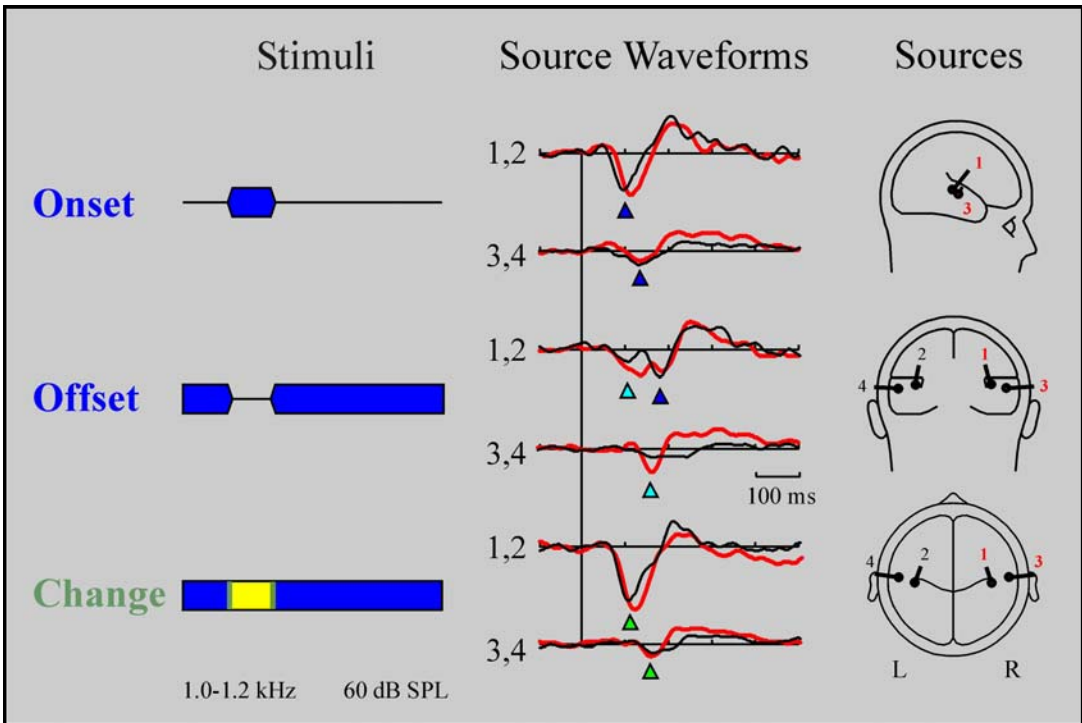 Stimuli Source Waveforms Sources
Onset
1,2
3,4
1
3
Offset
1,2
3,4
100 ms
2 1
4 3
Change
1,2
3,4
4 2 1 3
L R
1.0-1.2 kHz 60 dB SPL